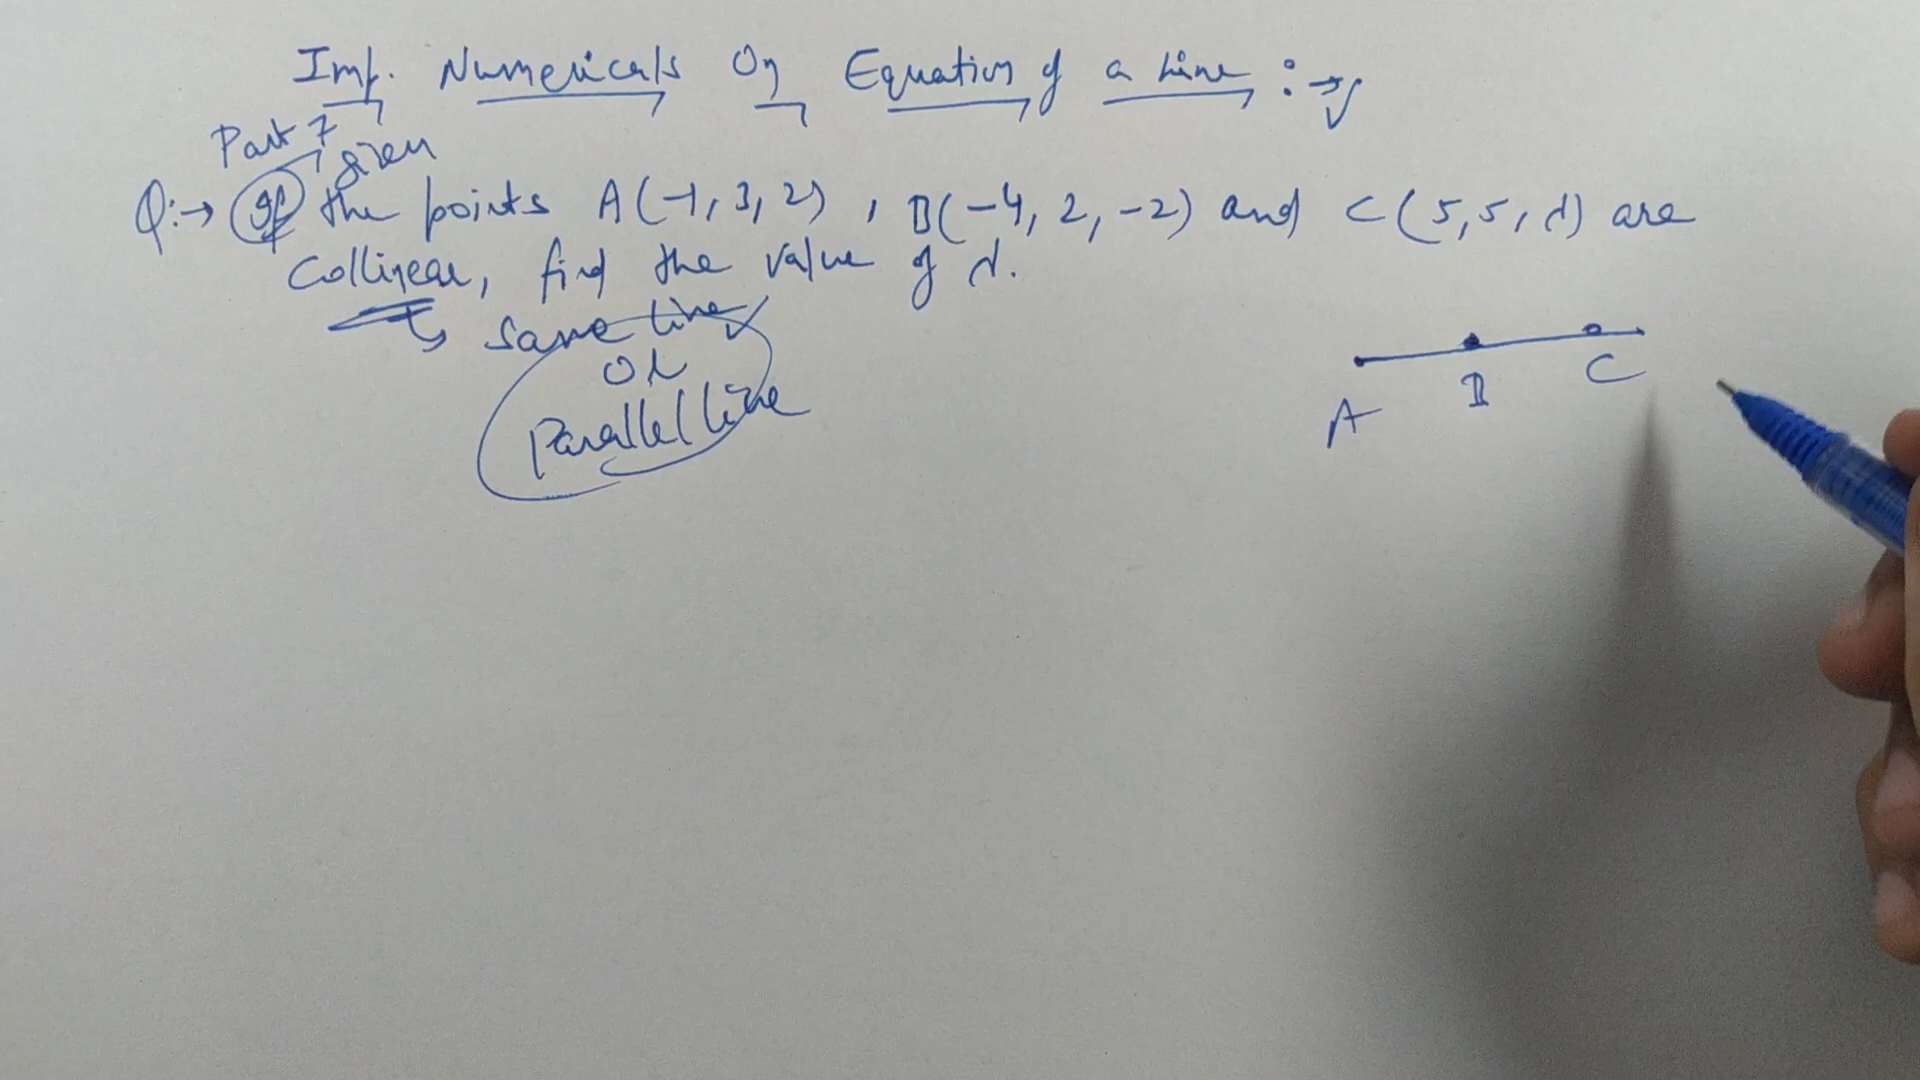 Imp. Numericals On Equation of a Line :→
Part 7
given
Q:→ If the points A(-1, 3, 2) , B(-4, 2, -2) and C(5, 5, λ) are
Collinear, find the value of λ.
↳ Same line
or
Parallel line
A B C